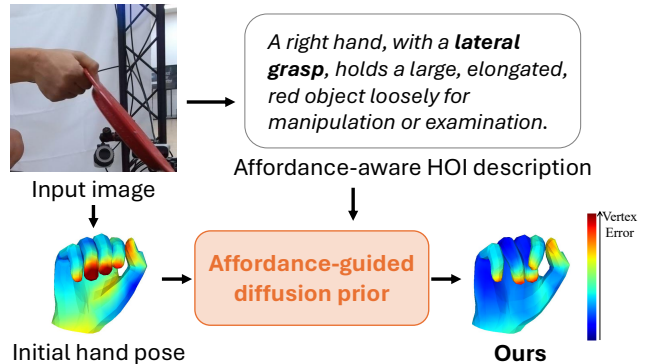 A right hand, with a lateral
grasp, holds a large, elongated,
red object loosely for
manipulation or examination.
Input image
Affordance-aware HOI description
Affordance-guided
diffusion prior
Vertex
Error
Initial hand pose
Ours